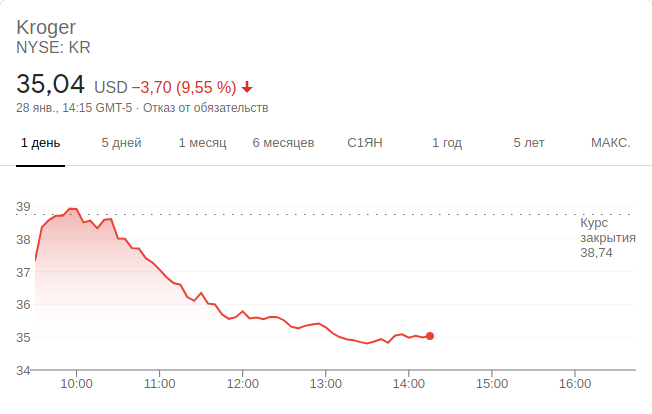 Kroger
NYSE: KR
35,04 USD −3,70 (9,55 %)
28 янв., 14:15 GMT-5 · Отказ от обязательств
1 день 5 дней 1 месяц 6 месяцев С1ЯН 1 год 5 лет МАКС.
39
38
37
36
35
34
Курс
закрытия
38,74
10:00 11:00 12:00 13:00 14:00 15:00 16:00